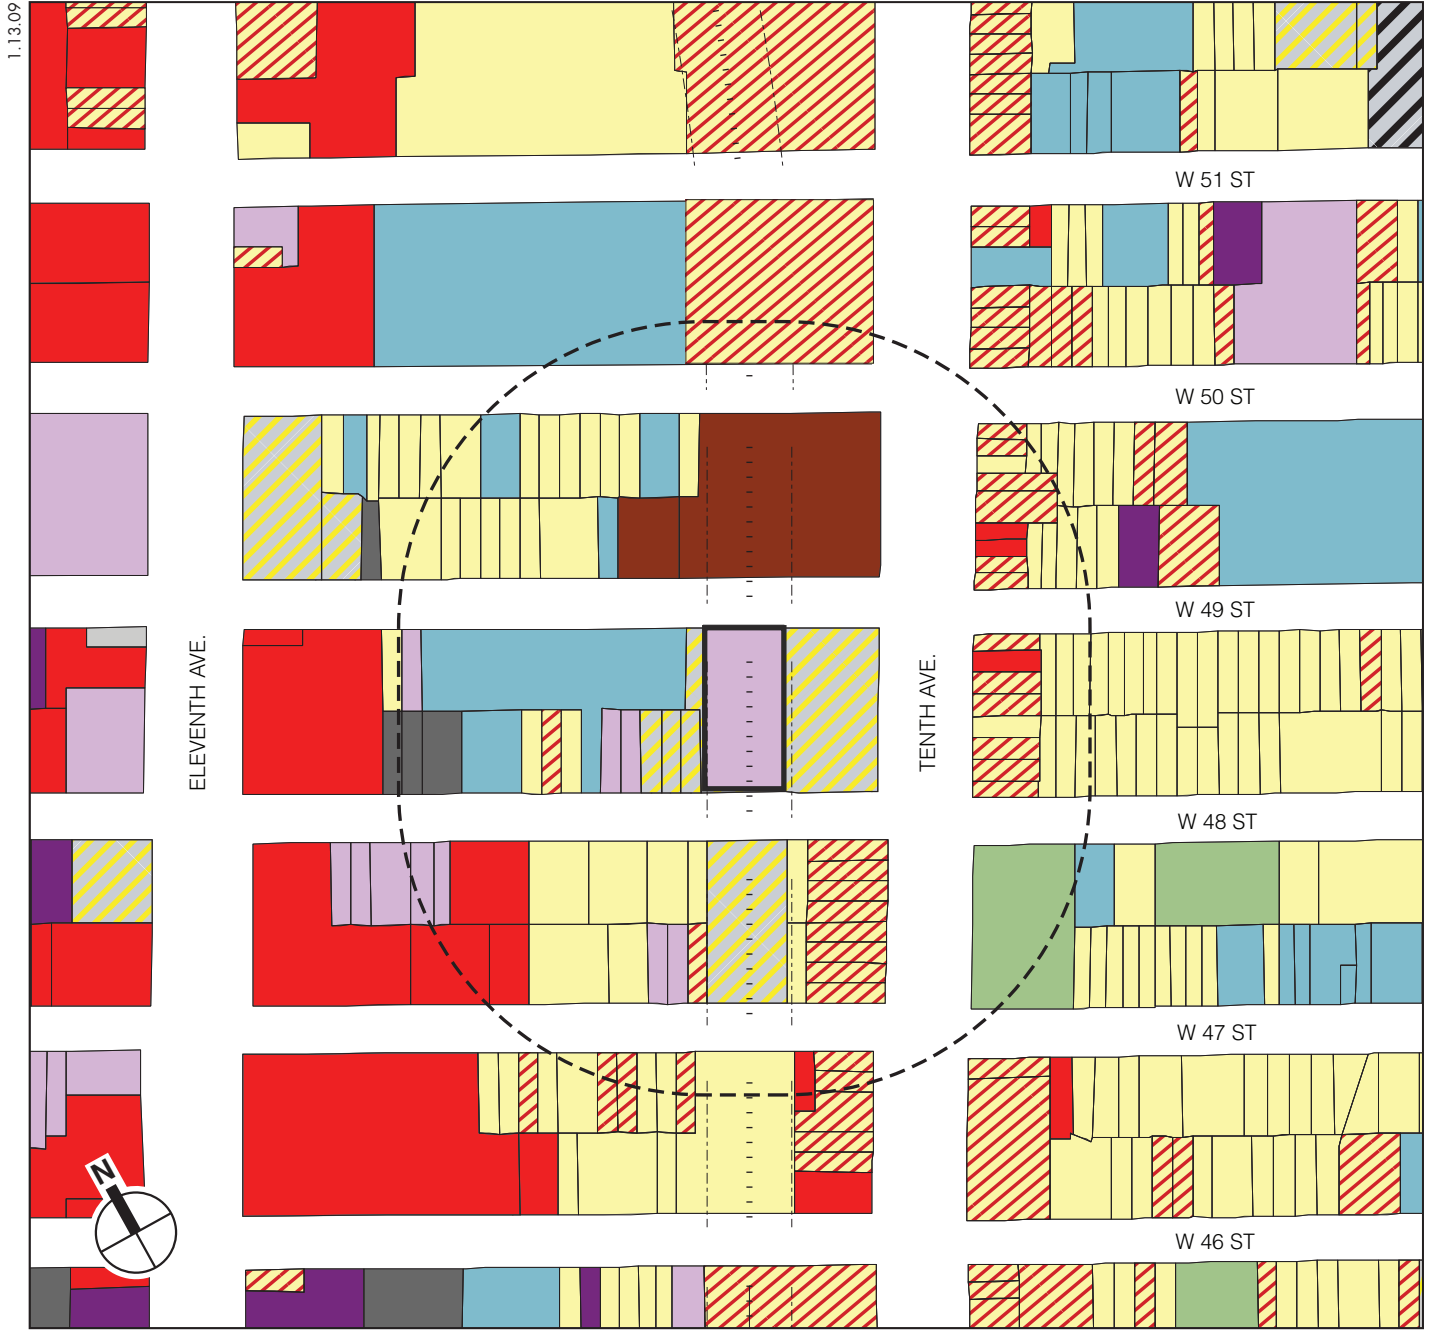 1.13.09
W 51 ST
W 50 ST
W 49 ST
ELEVENTH AVE.
TENTH AVE.
W 48 ST
W 47 ST
N
W 46 ST